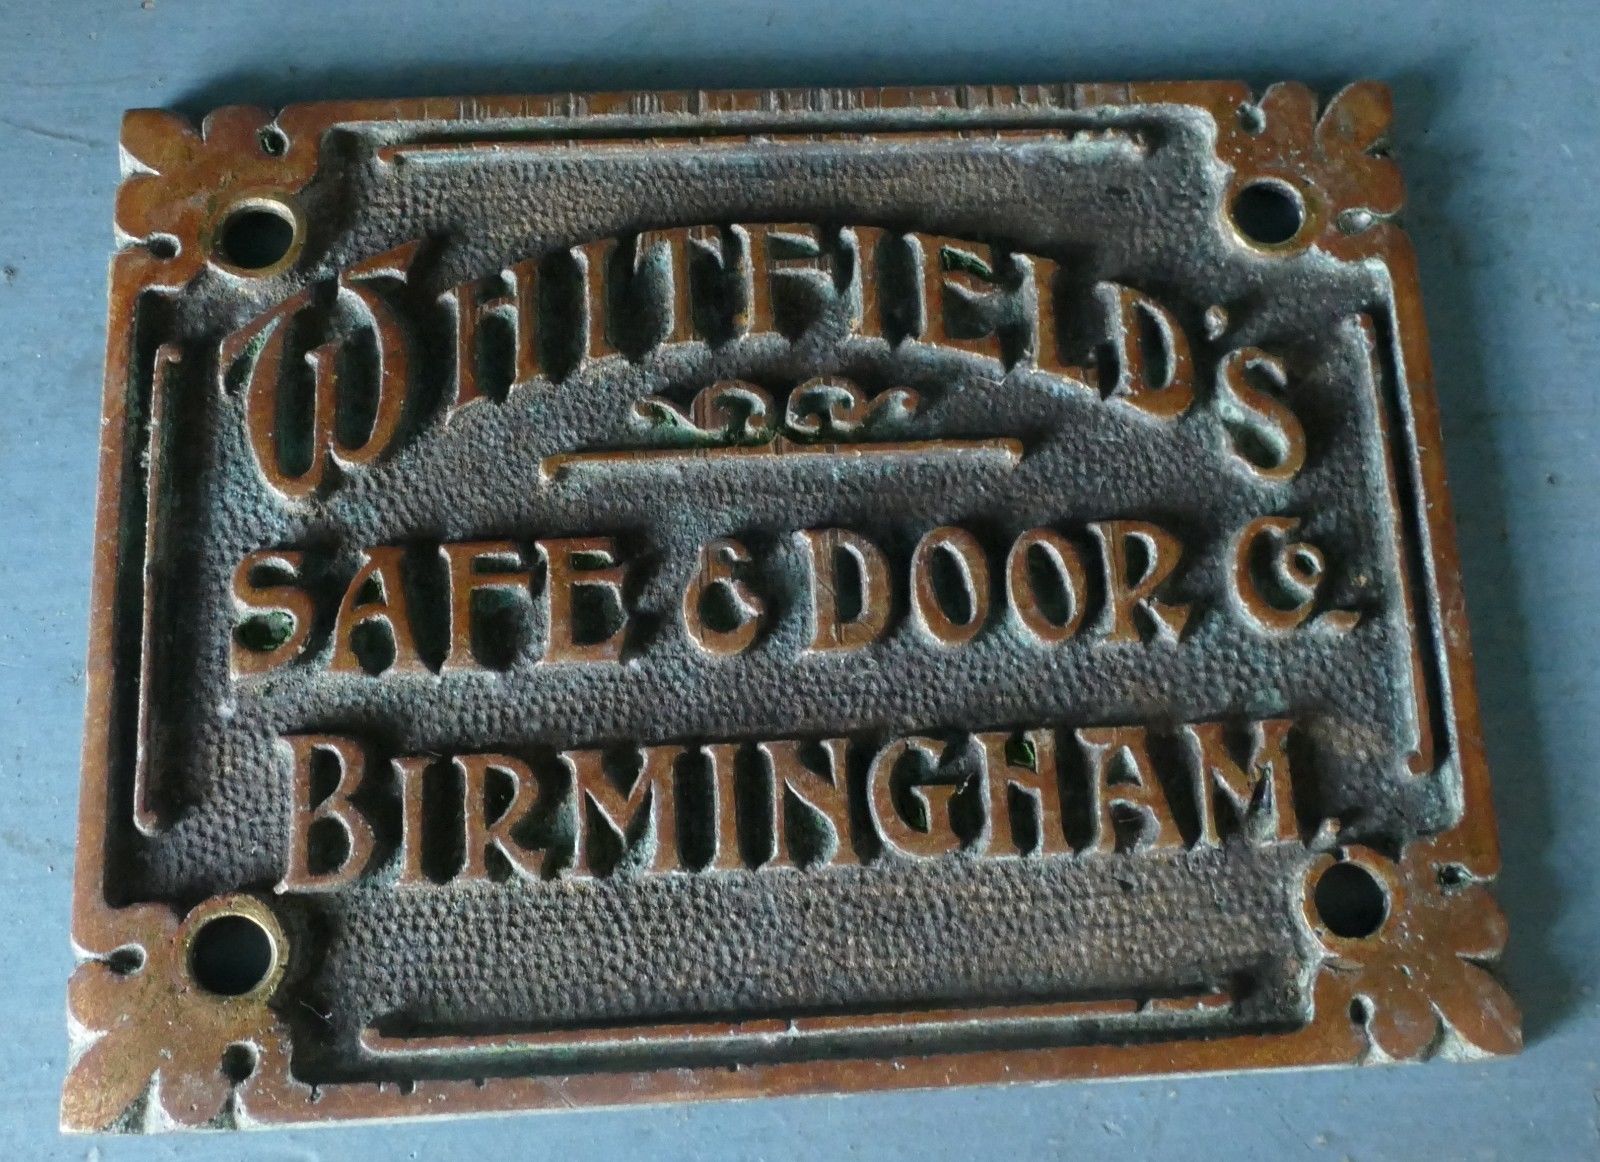 WHITFIELD'S
SAFE & DOOR Co.
BIRMINGHAM.